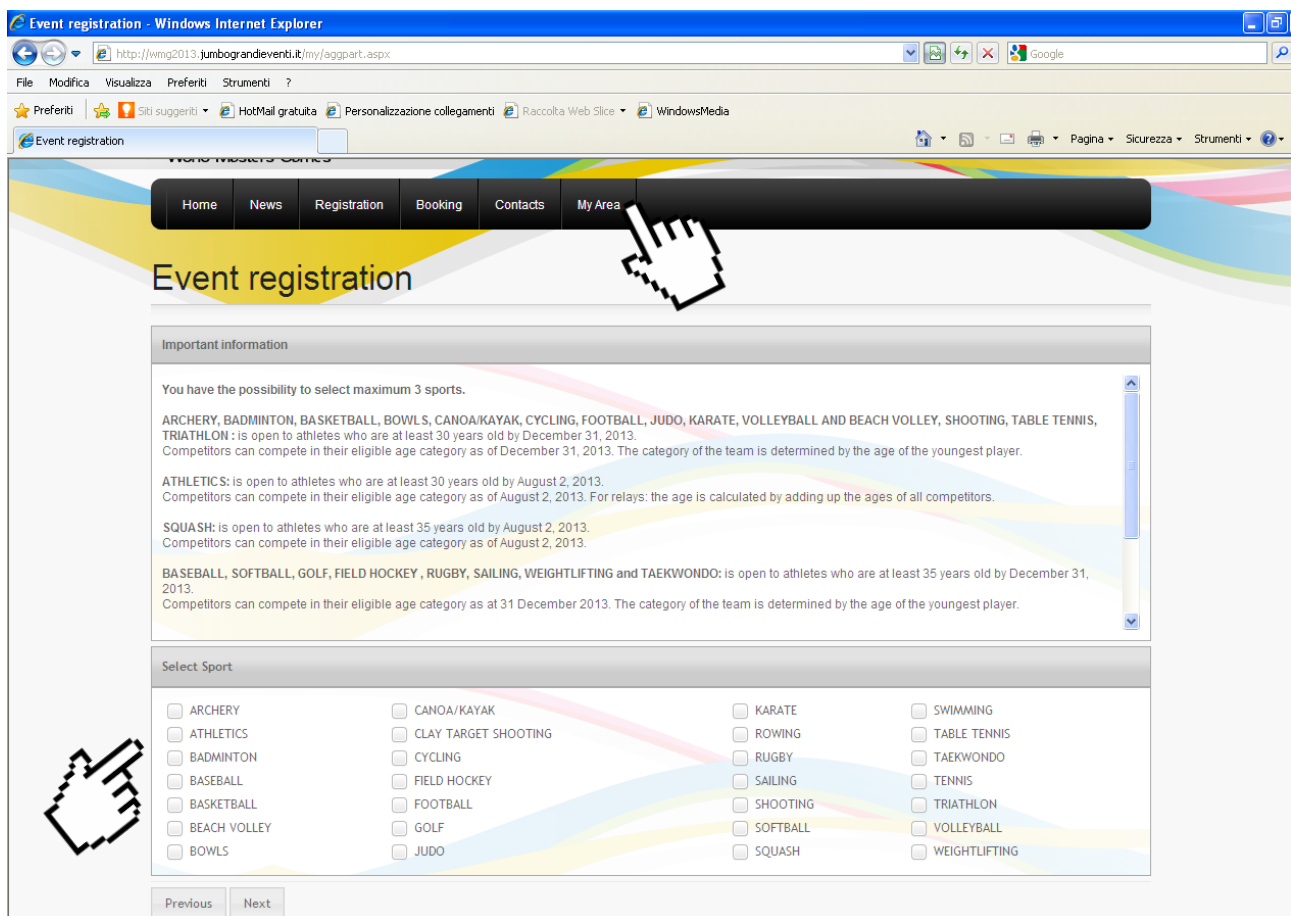 Event registration - Windows Internet Explorer
http://wmg2013.jumbograndieventi.it/my/aggpart.aspx
Google
File Modifica Visualizza Preferiti Strumenti ?
Preferiti Siti suggeriti HotMail gratuita Personalizzazione collegamenti Raccolta Web Slice WindowsMedia
Event registration Pagina Sicurezza Strumenti
World Masters Games
Home News Registration Booking Contacts My Area
Event registration
Important information
You have the possibility to select maximum 3 sports.
ARCHERY, BADMINTON, BASKETBALL, BOWLS, CANOA/KAYAK, CYCLING, FOOTBALL, JUDO, KARATE, VOLLEYBALL AND BEACH VOLLEY, SHOOTING, TABLE TENNIS,
TRIATHLON : is open to athletes who are at least 30 years old by December 31, 2013.
Competitors can compete in their eligible age category as of December 31, 2013. The category of the team is determined by the age of the youngest player.
ATHLETICS: is open to athletes who are at least 30 years old by August 2, 2013.
Competitors can compete in their eligible age category as of August 2, 2013. For relays: the age is calculated by adding up the ages of all competitors.
SQUASH: is open to athletes who are at least 35 years old by August 2, 2013.
Competitors can compete in their eligible age category as of August 2, 2013.
BASEBALL, SOFTBALL, GOLF, FIELD HOCKEY , RUGBY, SAILING, WEIGHTLIFTING and TAEKWONDO: is open to athletes who are at least 35 years old by December 31,
2013.
Competitors can compete in their eligible age category as at 31 December 2013. The category of the team is determined by the age of the youngest player.
Select Sport
ARCHERY CANOA/KAYAK KARATE SWIMMING
ATHLETICS CLAY TARGET SHOOTING ROWING TABLE TENNIS
BADMINTON CYCLING RUGBY TAEKWONDO
BASEBALL FIELD HOCKEY SAILING TENNIS
BASKETBALL FOOTBALL SHOOTING TRIATHLON
BEACH VOLLEY GOLF SOFTBALL VOLLEYBALL
BOWLS JUDO SQUASH WEIGHTLIFTING
Previous Next